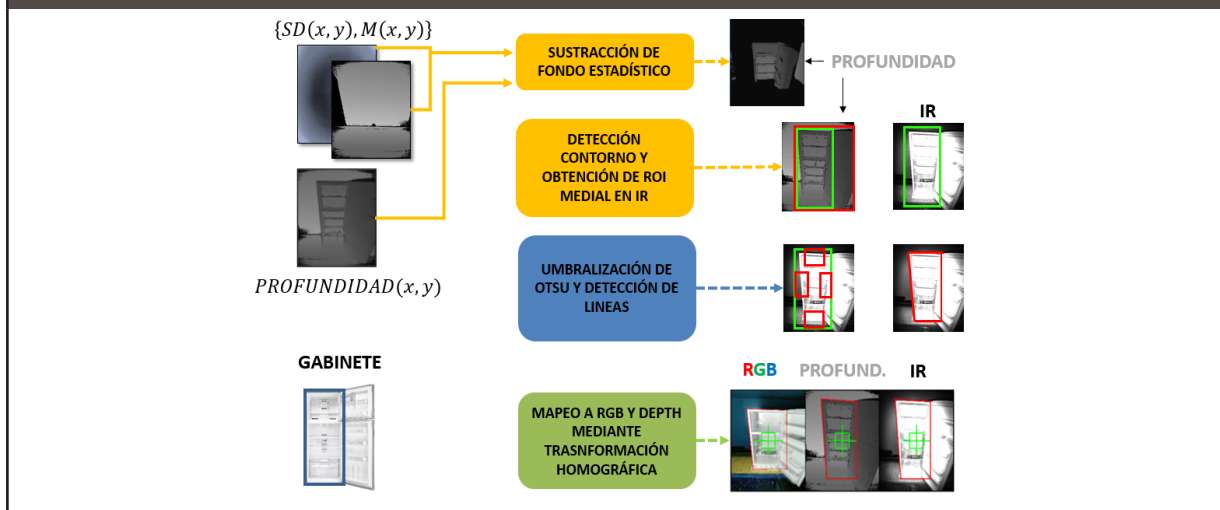 {SD(x, y), M(x, y)}
SUSTRACCIÓN DE
FONDO ESTADÍSTICO
PROFUNDIDAD
IR
DETECCIÓN
CONTORNO Y
OBTENCIÓN DE ROI
MEDIAL EN IR
PROFUNDIDAD(x, y)
UMBRALIZACIÓN DE
OTSU Y DETECCIÓN DE
LINEAS
GABINETE
RGB PROFUND. IR
MAPEO A RGB Y DEPTH
MEDIANTE
TRASNFORMACIÓN
HOMOGRÁFICA